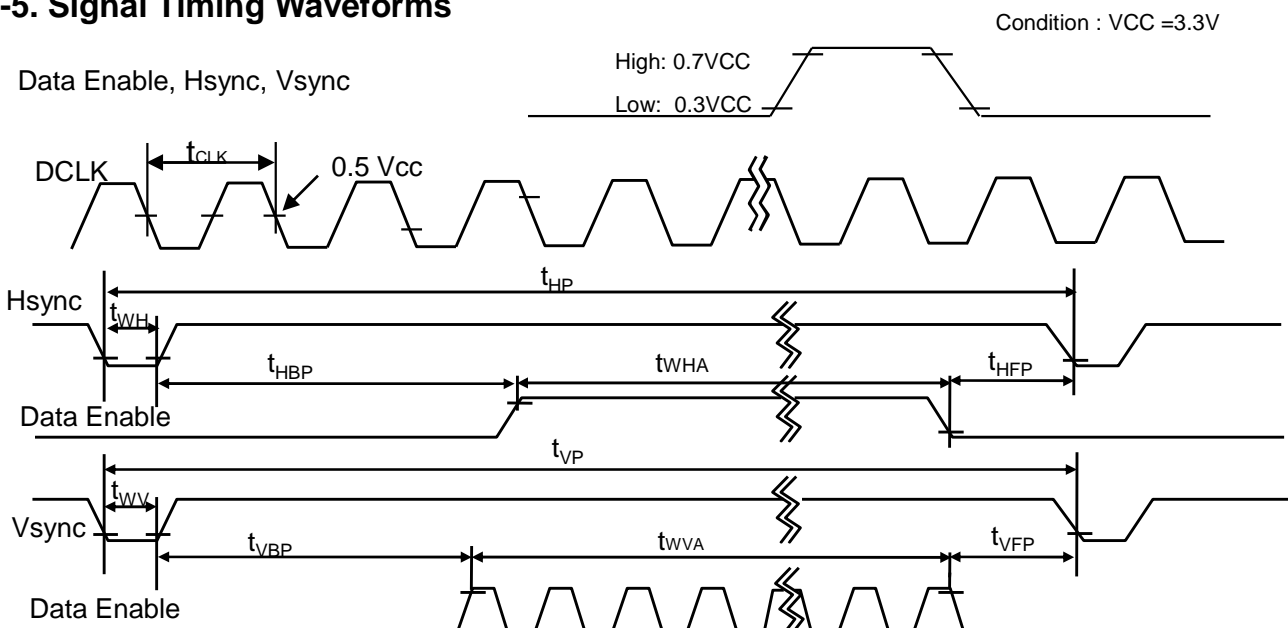 -5. Signal Timing Waveforms
Condition : VCC =3.3V
Data Enable, Hsync, Vsync
High: 0.7VCC
Low: 0.3VCC
DCLK
tCLK
0.5 Vcc
Hsync
tHP
tWH
tHBP
tWHA
tHFP
Data Enable
tVP
tWV
Vsync
tVBP
tWVA
tVFP
Data Enable